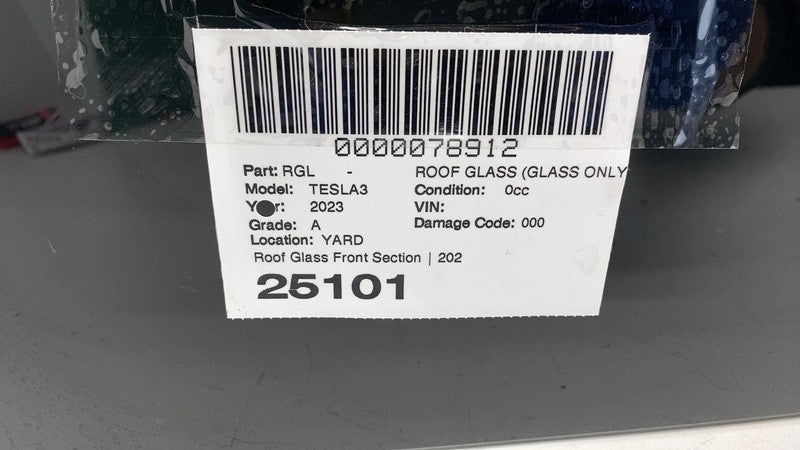 0000078912
Part: RGL - ROOF GLASS (GLASS ONLY
Model: TESLA3 Condition: 0cc
Year: 2023 VIN:
Grade: A Damage Code: 000
Location: YARD
Roof Glass Front Section | 202
25101